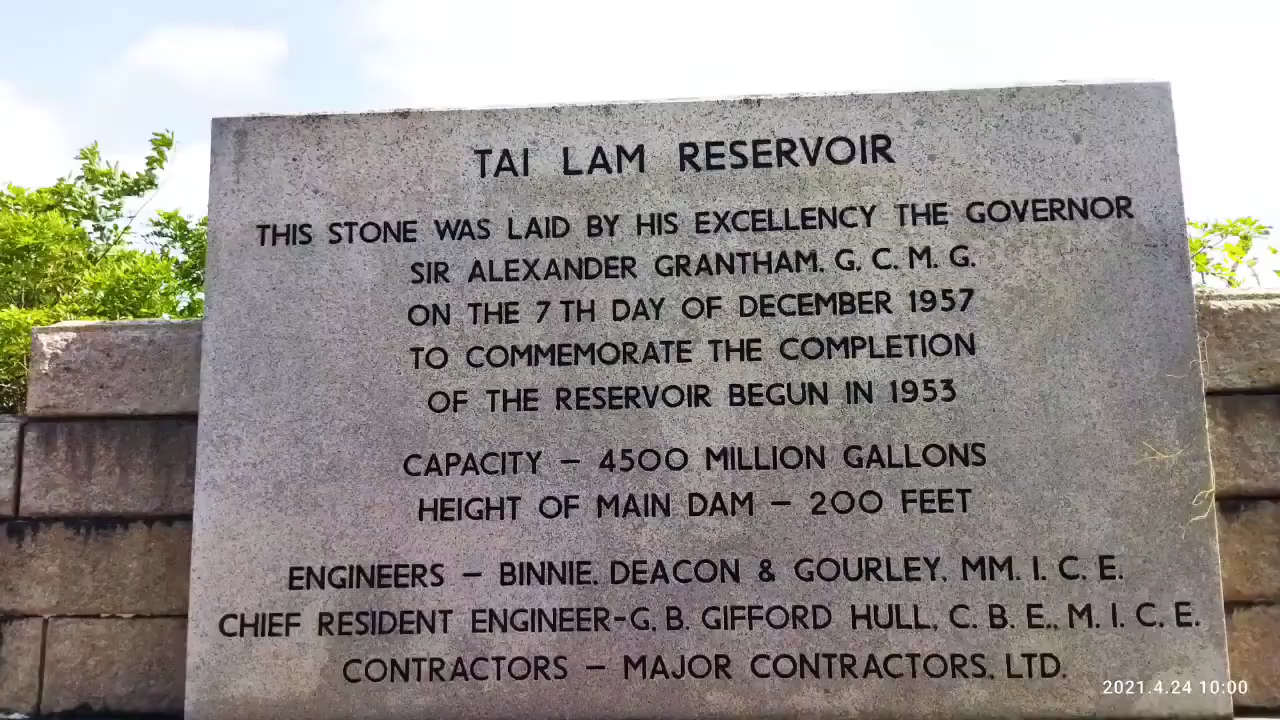 TAI LAM RESERVOIR
THIS STONE WAS LAID BY HIS EXCELLENCY THE GOVERNOR
SIR ALEXANDER GRANTHAM. G. C. M. G.
ON THE 7 TH DAY OF DECEMBER 1957
TO COMMEMORATE THE COMPLETION
OF THE RESERVOIR BEGUN IN 1953
CAPACITY – 4500 MILLION GALLONS
HEIGHT OF MAIN DAM – 200 FEET
ENGINEERS – BINNIE. DEACON & GOURLEY. MM. I. C. E.
CHIEF RESIDENT ENGINEER-G. B. GIFFORD HULL, C. B. E., M. I. C. E.
CONTRACTORS – MAJOR CONTRACTORS. LTD.
2021.4.24 10:00